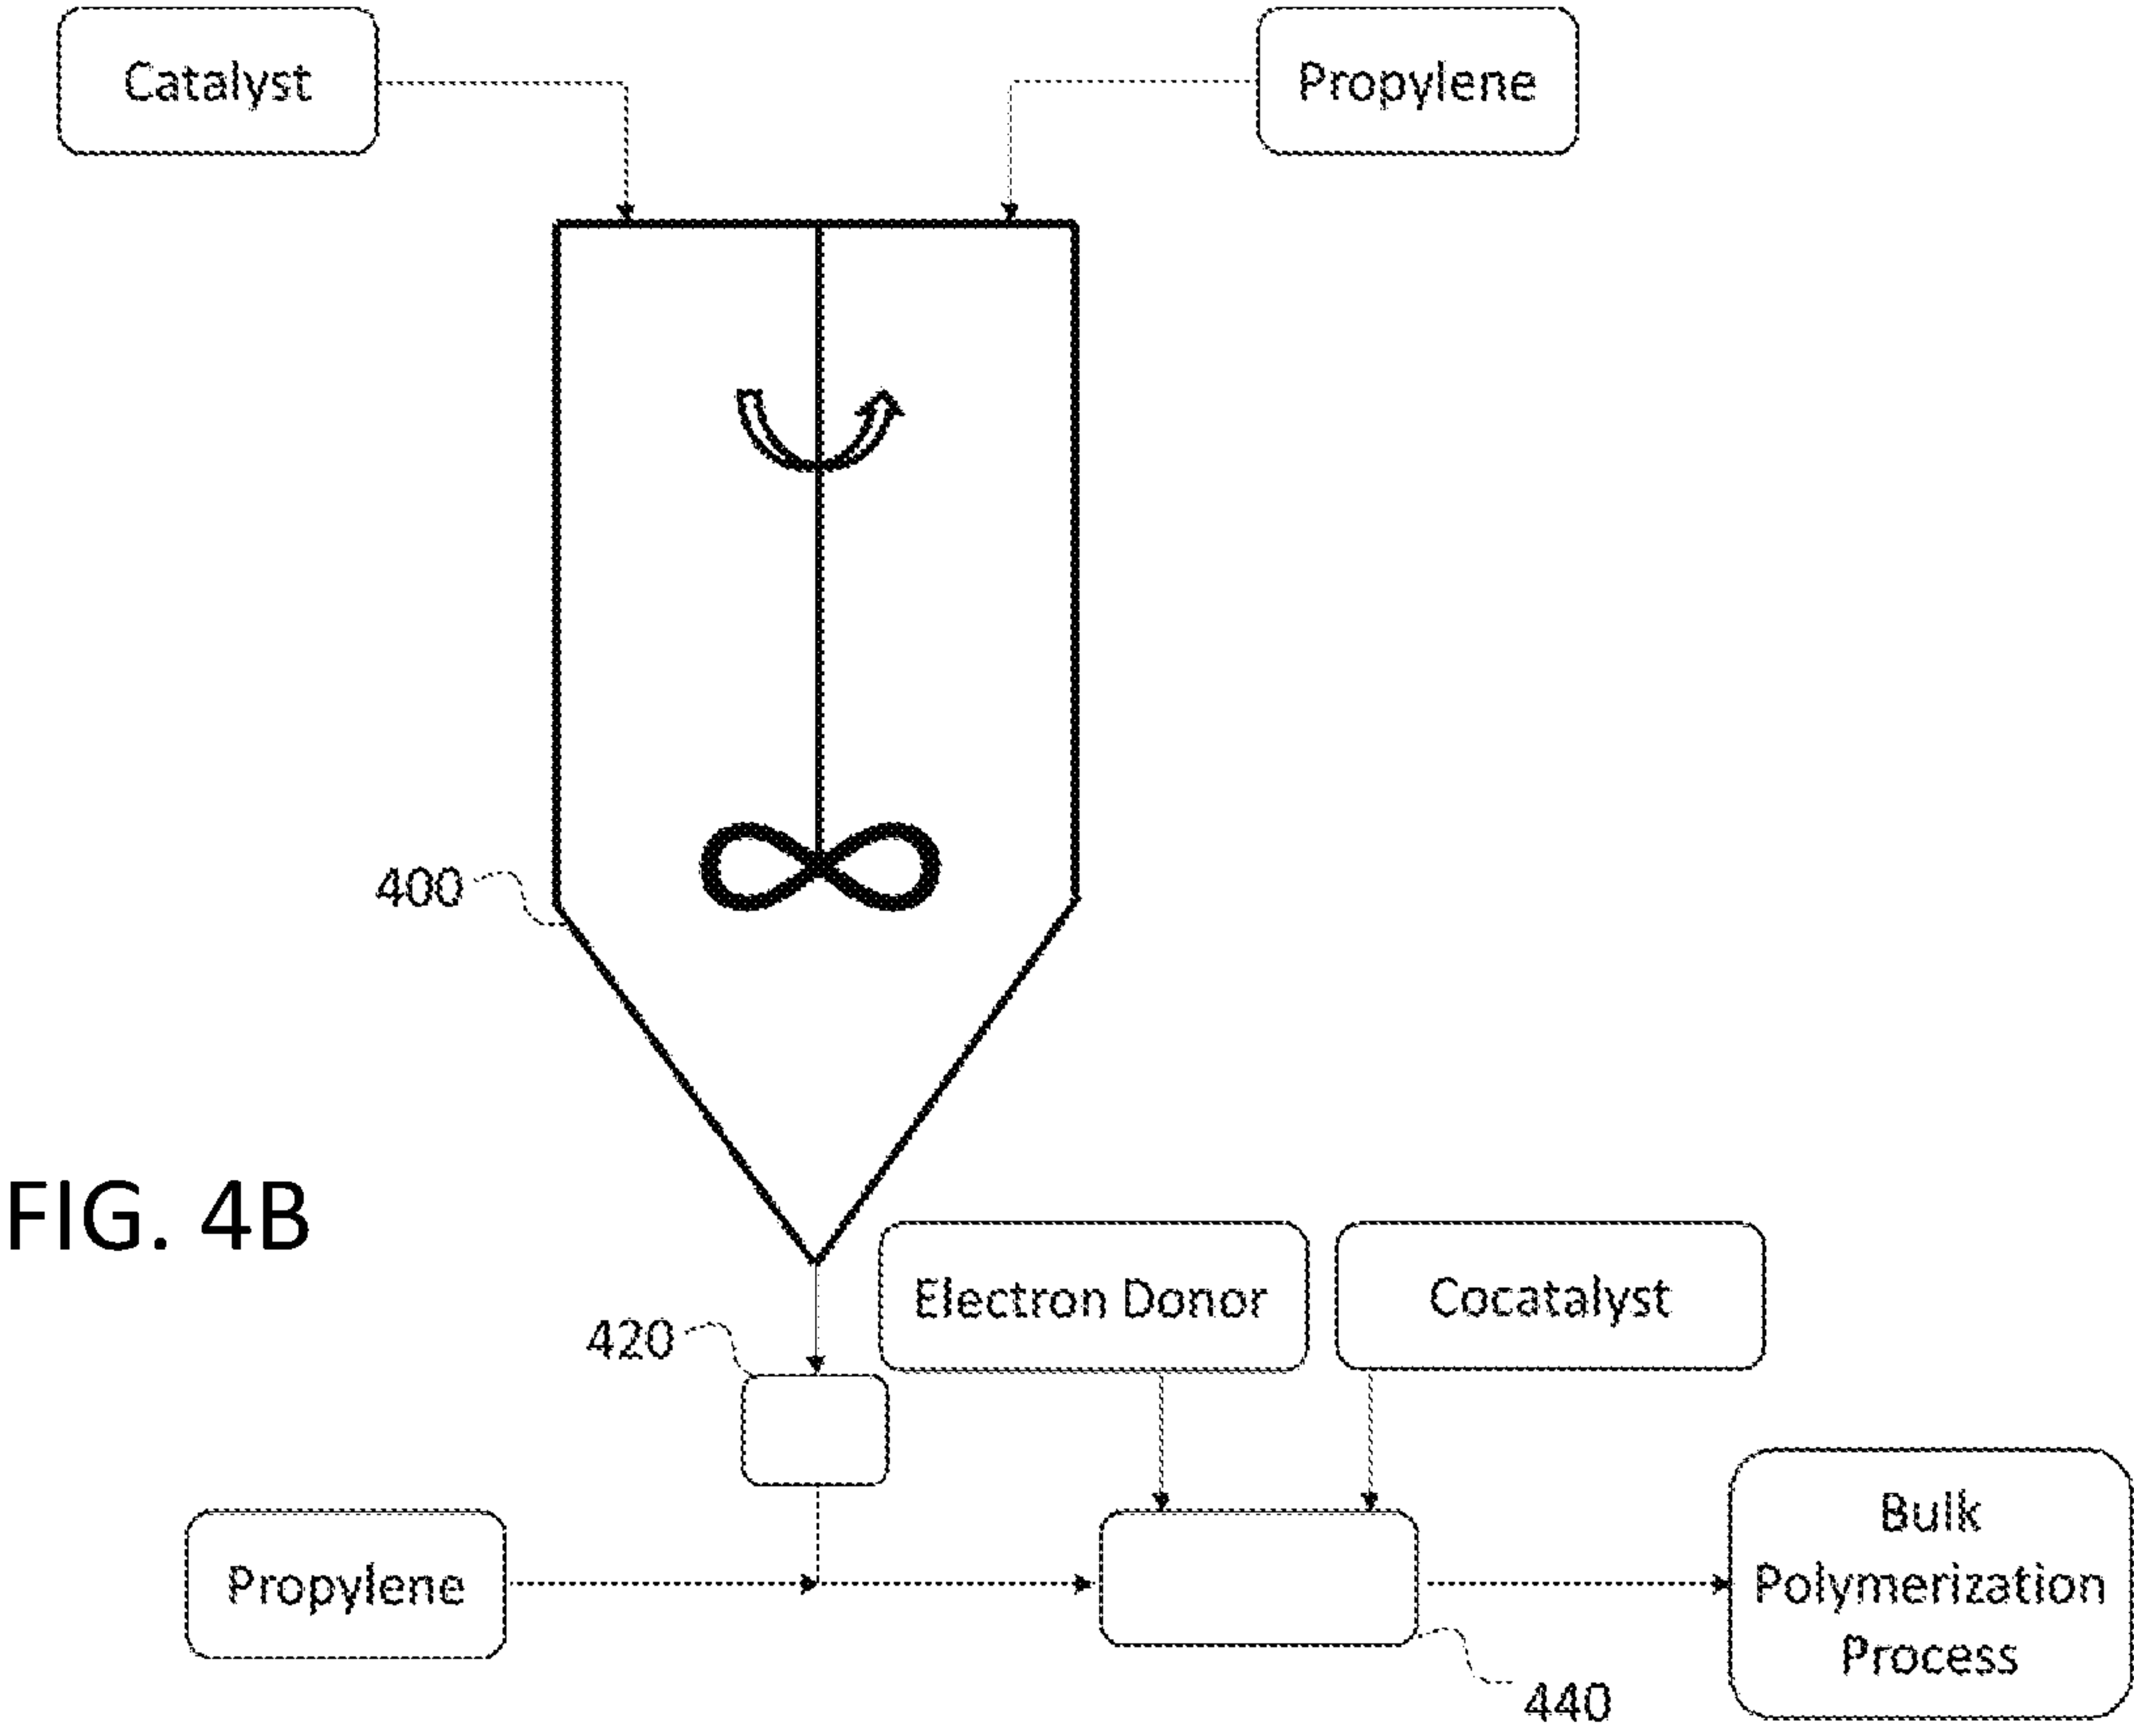 Catalyst
Propylene
400
FIG. 4B
Electron Donor
Cocatalyst
420
Propylene
Bulk
Polymerization
Process
440